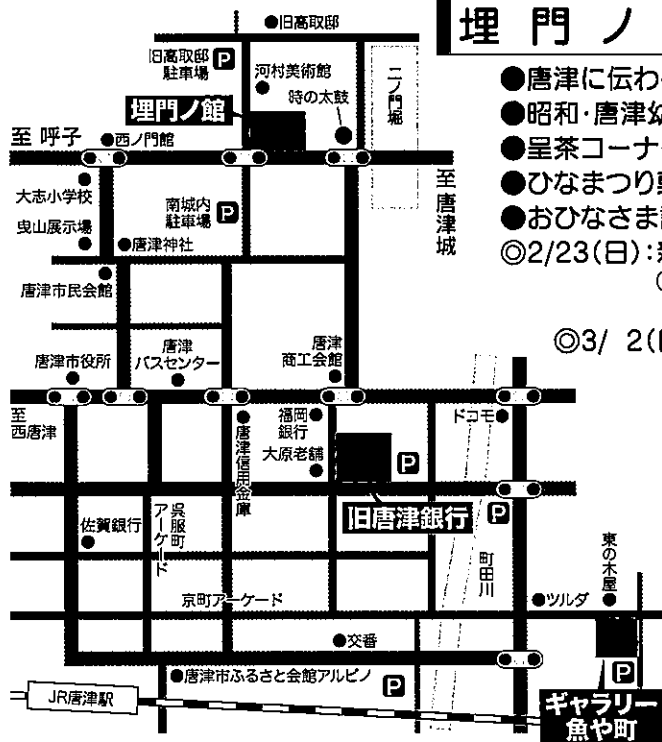 ●旧高取邸
旧高取邸
駐車場
P
河村美術館
二ノ門堀
埋門ノ館
時の太鼓
至 呼子
●西ノ門館
至唐津城
大志小学校
南城内
駐車場
P
曳山展示場
●唐津神社
唐津市民会館
唐津市役所
唐津
バスセンター
唐津
商工会館
至
西唐津
唐津信用金庫
福岡
銀行
ドコモ
大原老舗
P
旧唐津銀行
P
佐賀銀行
呉服町
アーケード
町田川
東の木屋
京町アーケード
●ツルダ
●交番
●唐津市ふるさと会館アルピノ
P
P
JR唐津駅
ギャラリー
魚や町
埋門ノ
●唐津に伝わ
●昭和・唐津
●呈茶コーナ
●ひなまつり
●おひなさま
◎2/23(日):
◎3/ 2(